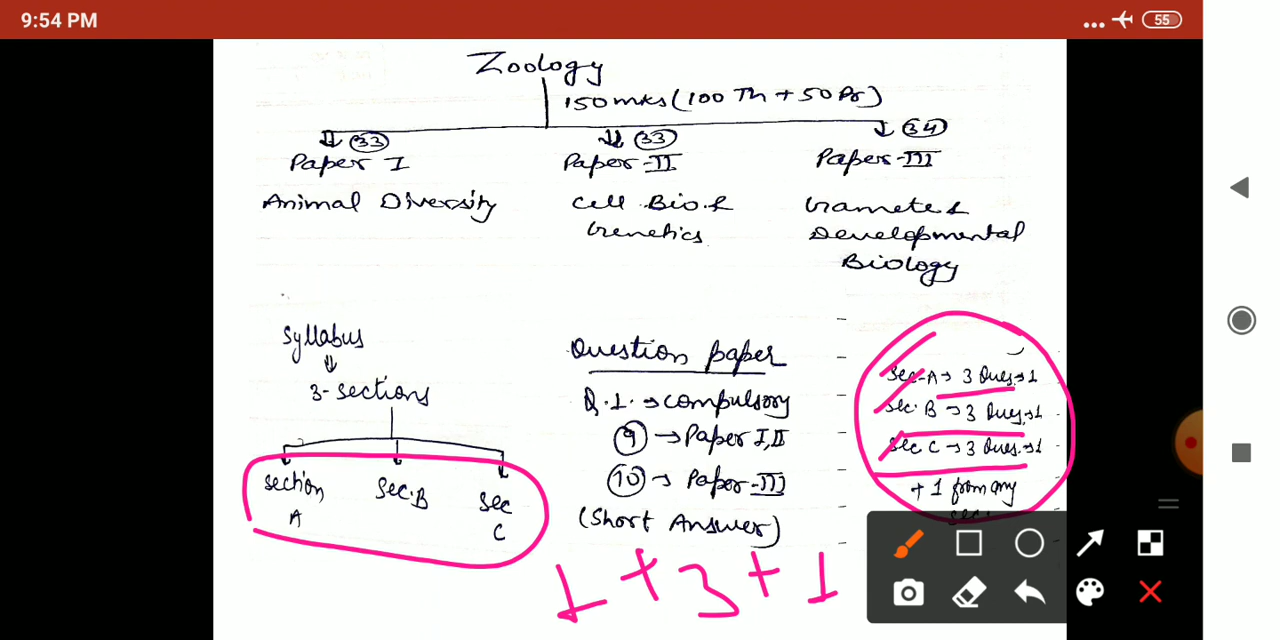 9:54 PM
55
Zoology
150 mks (100 Th + 50 Pr)
33
33
34
Paper I
Paper-II
Paper-III
Animal Diversity
Cell Bio &
Genetics
Gametes &
Developmental
Biology
Syllabus
3-sections
Section
A
Sec.B
Sec
C
Question paper
Q.1. → compulsory
9 → Paper I, II
10 → Paper-III
(Short Answer)
Sec-A → 3 Ques. → 1
Sec. B → 3 Ques. → 1
Sec C → 3 Ques. → 1
+ 1 from any
1 + 3 + 1